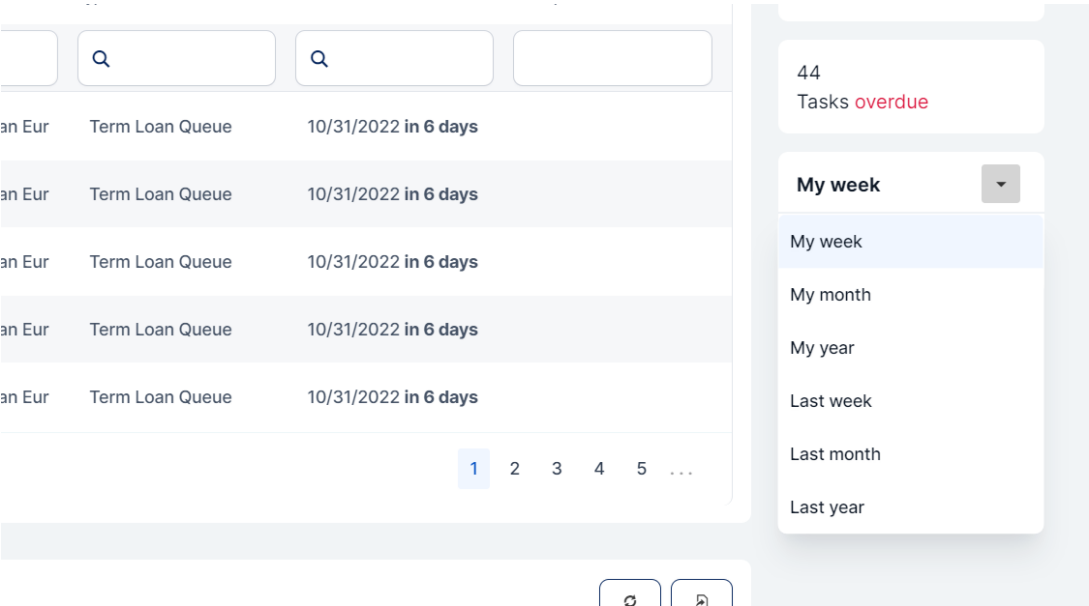 an Eur Term Loan Queue 10/31/2022 in 6 days
an Eur Term Loan Queue 10/31/2022 in 6 days
an Eur Term Loan Queue 10/31/2022 in 6 days
an Eur Term Loan Queue 10/31/2022 in 6 days
an Eur Term Loan Queue 10/31/2022 in 6 days
1 2 3 4 5 ...
44
Tasks overdue
My week
My week
My month
My year
Last week
Last month
Last year